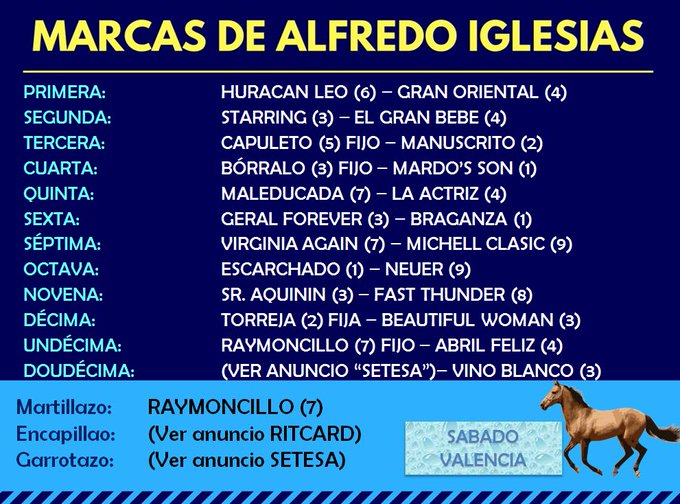 MARCAS DE ALFREDO IGLESIAS
PRIMERA: HURACAN LEO (6) – GRAN ORIENTAL (4)
SEGUNDA: STARRING (3) – EL GRAN BEBE (4)
TERCERA: CAPULETO (5) FIJO – MANUSCRITO (2)
CUARTA: BÓRRALO (3) FIJO – MARDO'S SON (1)
QUINTA: MALEDUCADA (7) – LA ACTRIZ (4)
SEXTA: GERAL FOREVER (3) – BRAGANZA (1)
SÉPTIMA: VIRGINIA AGAIN (7) – MICHELL CLASIC (9)
OCTAVA: ESCARCHADO (1) – NEUER (9)
NOVENA: SR. AQUININ (3) – FAST THUNDER (8)
DÉCIMA: TORREJA (2) FIJA – BEAUTIFUL WOMAN (3)
UNDÉCIMA: RAYMONCILLO (7) FIJO – ABRIL FELIZ (4)
DOUDÉCIMA: (VER ANUNCIO “SETESA”)– VINO BLANCO (3)
Martillazo: RAYMONCILLO (7)
Encapillao: (Ver anuncio RITCARD)
Garrotazo: (Ver anuncio SETESA)
SABADO
VALENCIA